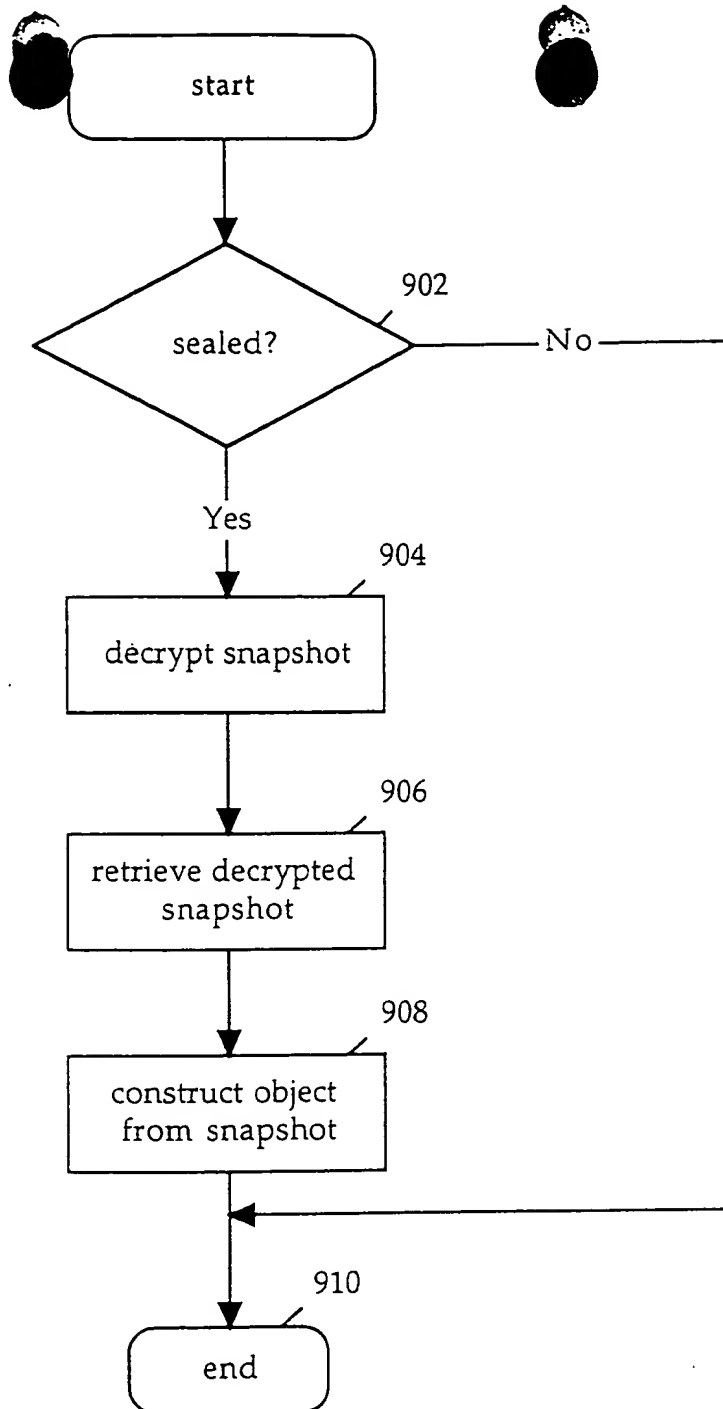 start
902
sealed?
No
Yes
904
decrypt snapshot
906
retrieve decrypted
snapshot
908
construct object
from snapshot
910
end